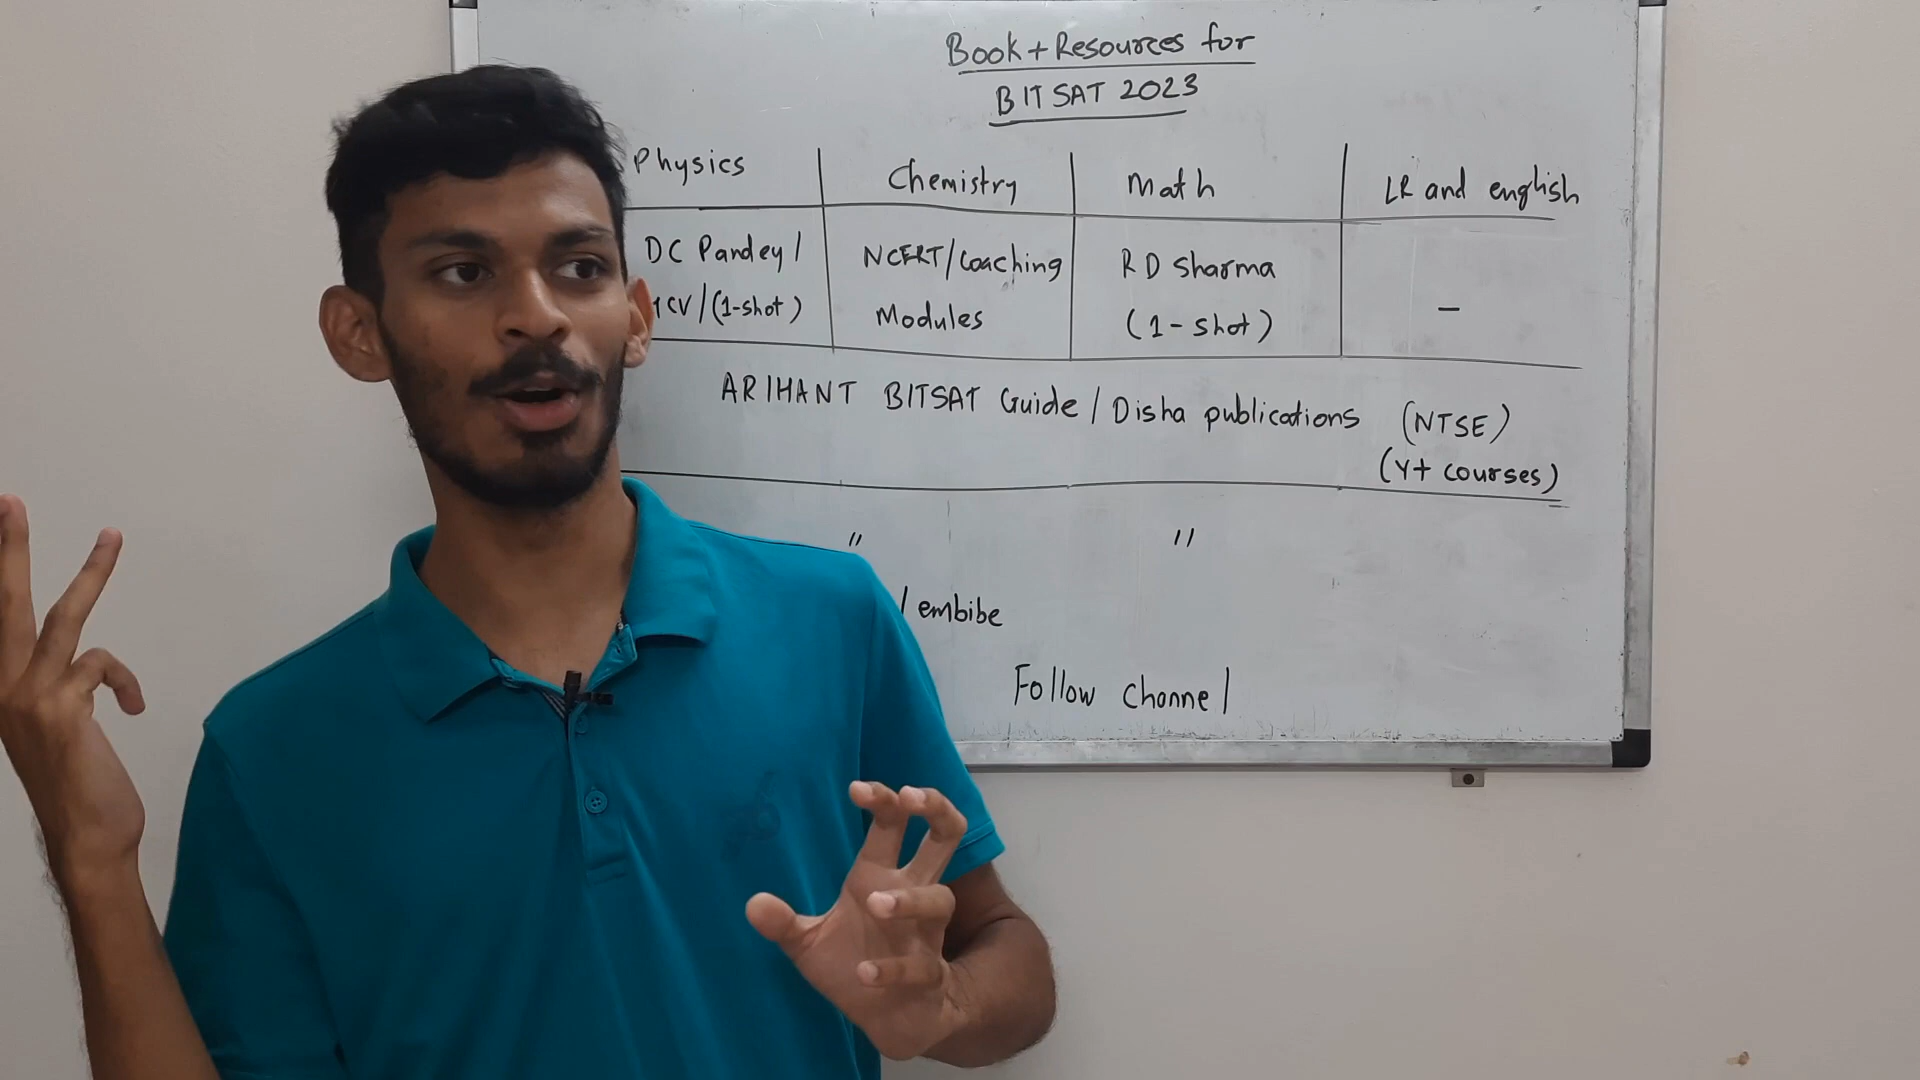 Book + Resources for
BITSAT 2023
Physics Chemistry Math LR and english
DC Pandey / NCERT/Coaching RD Sharma
/(1-shot) Modules (1-shot) –
ARIHANT BITSAT Guide / Disha publications (NTSE)
(Y+ courses)
" "
/ embibe
Follow channel